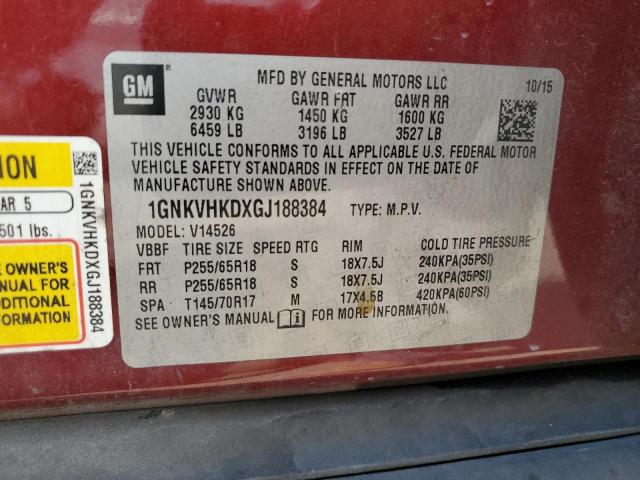 GM
MFD BY GENERAL MOTORS LLC 10/15
GVWR GAWR FRT GAWR RR
2930 KG 1450 KG 1600 KG
6459 LB 3196 LB 3527 LB
THIS VEHICLE CONFORMS TO ALL APPLICABLE U.S. FEDERAL MOTOR
VEHICLE SAFETY STANDARDS IN EFFECT ON THE DATE OF
MANUFACTURE SHOWN ABOVE.
1GNKVHKDXGJ188384 TYPE: M.P.V.
MODEL: V14526
VBBF TIRE SIZE SPEED RTG RIM COLD TIRE PRESSURE
FRT P255/65R18 S 18X7.5J 240KPA(35PSI)
RR P255/65R18 S 18X7.5J 240KPA(35PSI)
SPA T145/70R17 M 17X4.5B 420KPA(60PSI)
SEE OWNER'S MANUAL FOR MORE INFORMATION.
ION
AR 5
501 lbs.
E OWNER'S
NUAL FOR
DITIONAL
RMATION
1GNKVHKDXGJ188384